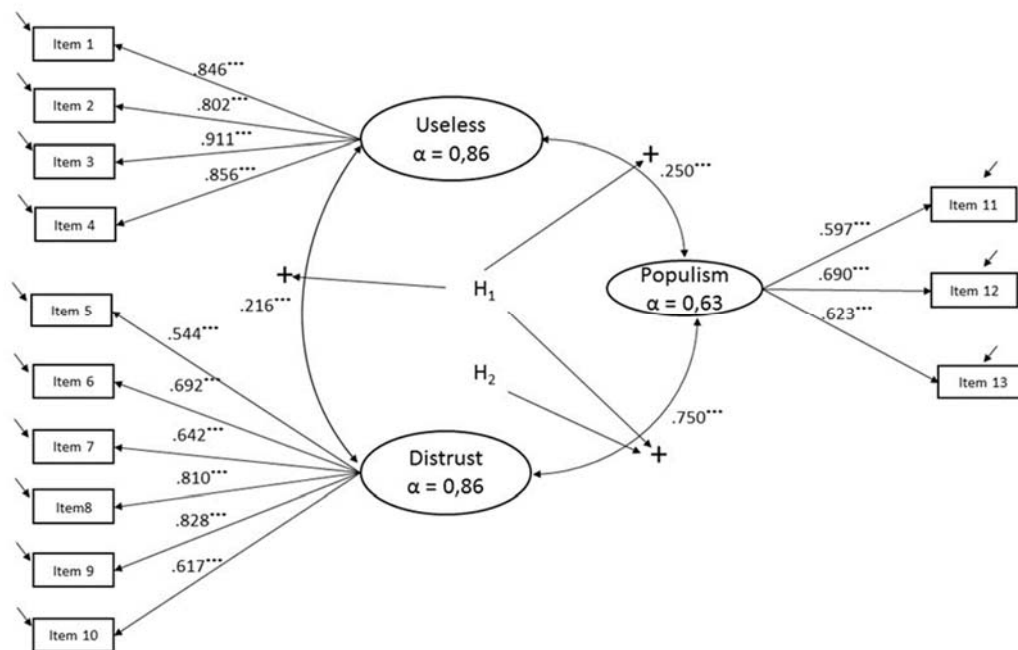 Item 1
.846***
Item 2
.802***
Item 3
.911***
Item 4
.856***
Useless
α = 0,86
+
.250***
Item 11
.597***
Populism
α = 0,63
.690***
Item 12
.623***
Item 13
+
.216***
H₁
H₂
.750***
+
Item 5
.544***
Item 6
.692***
Item 7
.642***
Item8
.810***
Item 9
.828***
Item 10
.617***
Distrust
α = 0,86